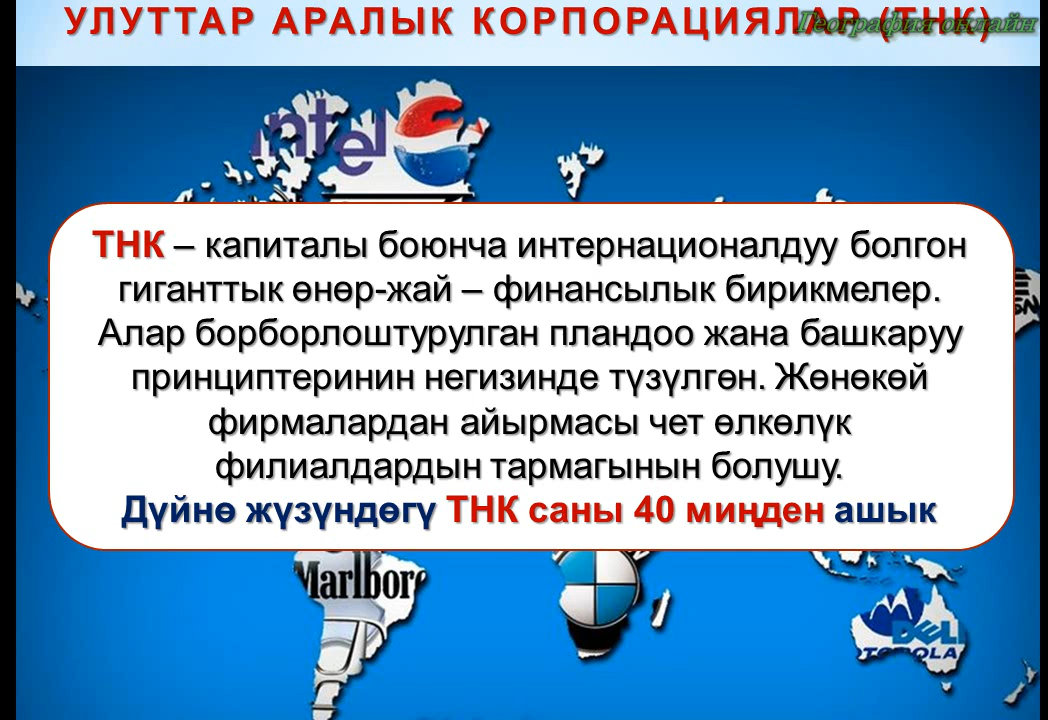 УЛУТТАР АРАЛЫК КОРПОРАЦИЯЛАР (ТНК)
География онлайн
intel
ТНК – капиталы боюнча интернационалдуу болгон
гиганттык өнөр-жай – финансылык бирикмелер.
Алар борборлоштурулган пландоо жана башкаруу
принциптеринин негизинде түзүлгөн. Жөнөкөй
фирмалардан айырмасы чет өлкөлүк
филиалдардын тармагынын болушу.
Дүйнө жүзүндөгү ТНК саны 40 миңден ашык
Marlboro
DELL
MOTOROLA